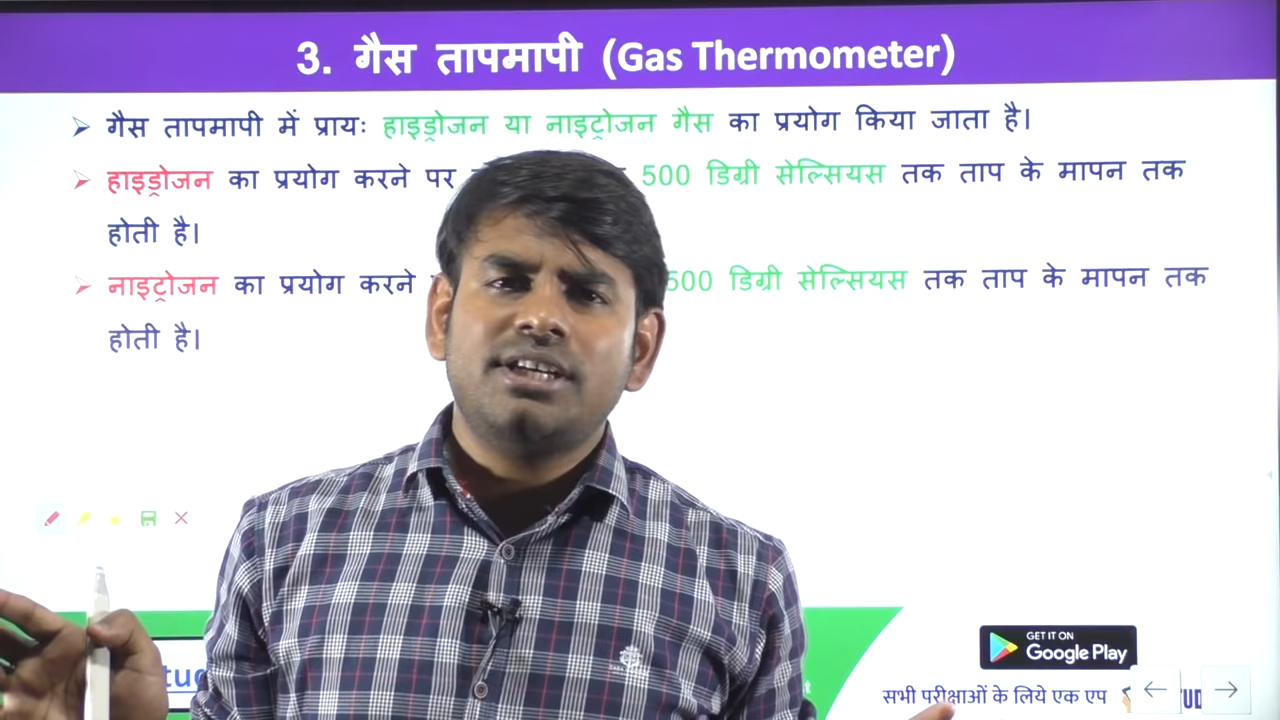 3. गैस तापमापी (Gas Thermometer)
➢ गैस तापमापी में प्रायः हाइड्रोजन या नाइट्रोजन गैस का प्रयोग किया जाता है।
➢ हाइड्रोजन का प्रयोग करने पर 500 डिग्री सेल्सियस तक ताप के मापन तक
होती है।
➢ नाइट्रोजन का प्रयोग करने 500 डिग्री सेल्सियस तक ताप के मापन तक
होती है।
GET IT ON
Google Play
सभी परीक्षाओं के लिये एक एप